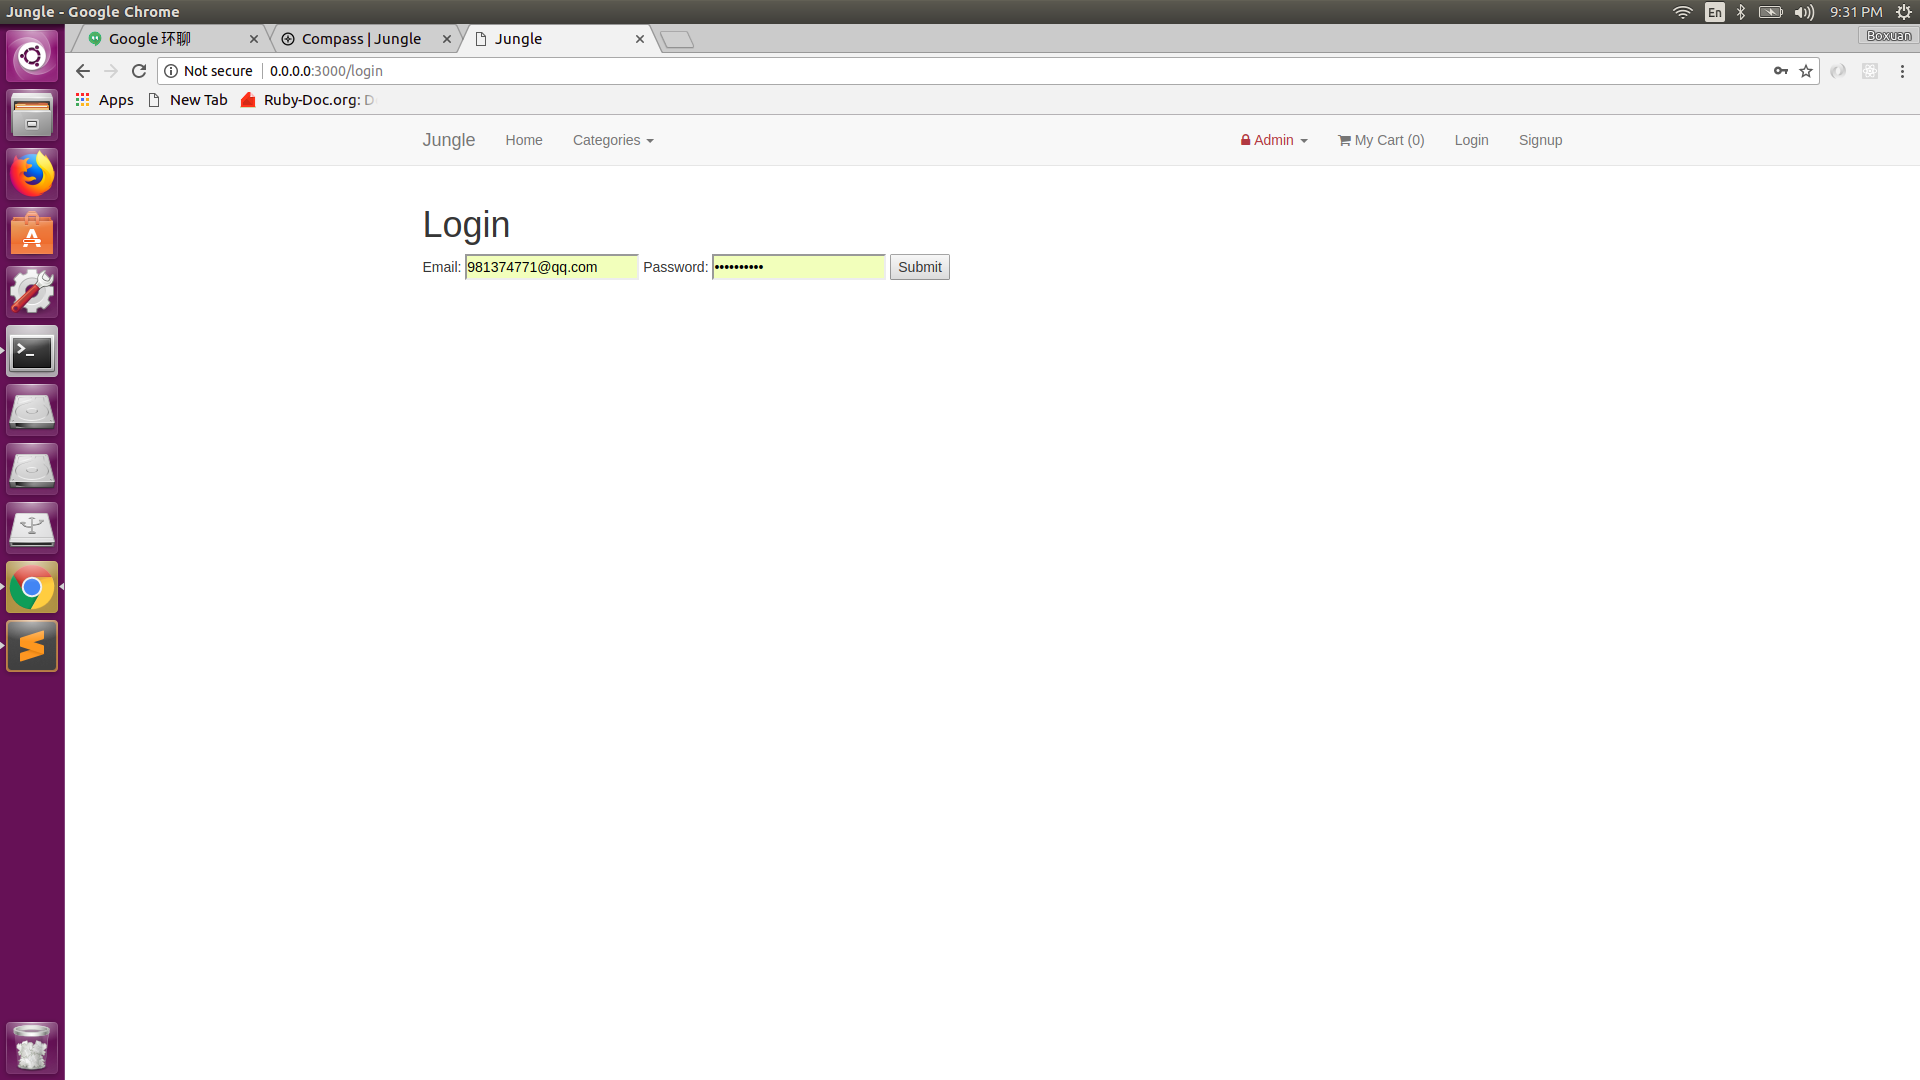 Jungle - Google Chrome
En
9:31 PM
Google 环聊
Compass | Jungle
Jungle
Boxuan
Not secure
0.0.0.0:3000/login
Apps
New Tab
Ruby-Doc.org: D
Jungle
Home
Categories
Admin
My Cart (0)
Login
Signup
Login
Email: 981374771@qq.com Password: •••••••••• Submit